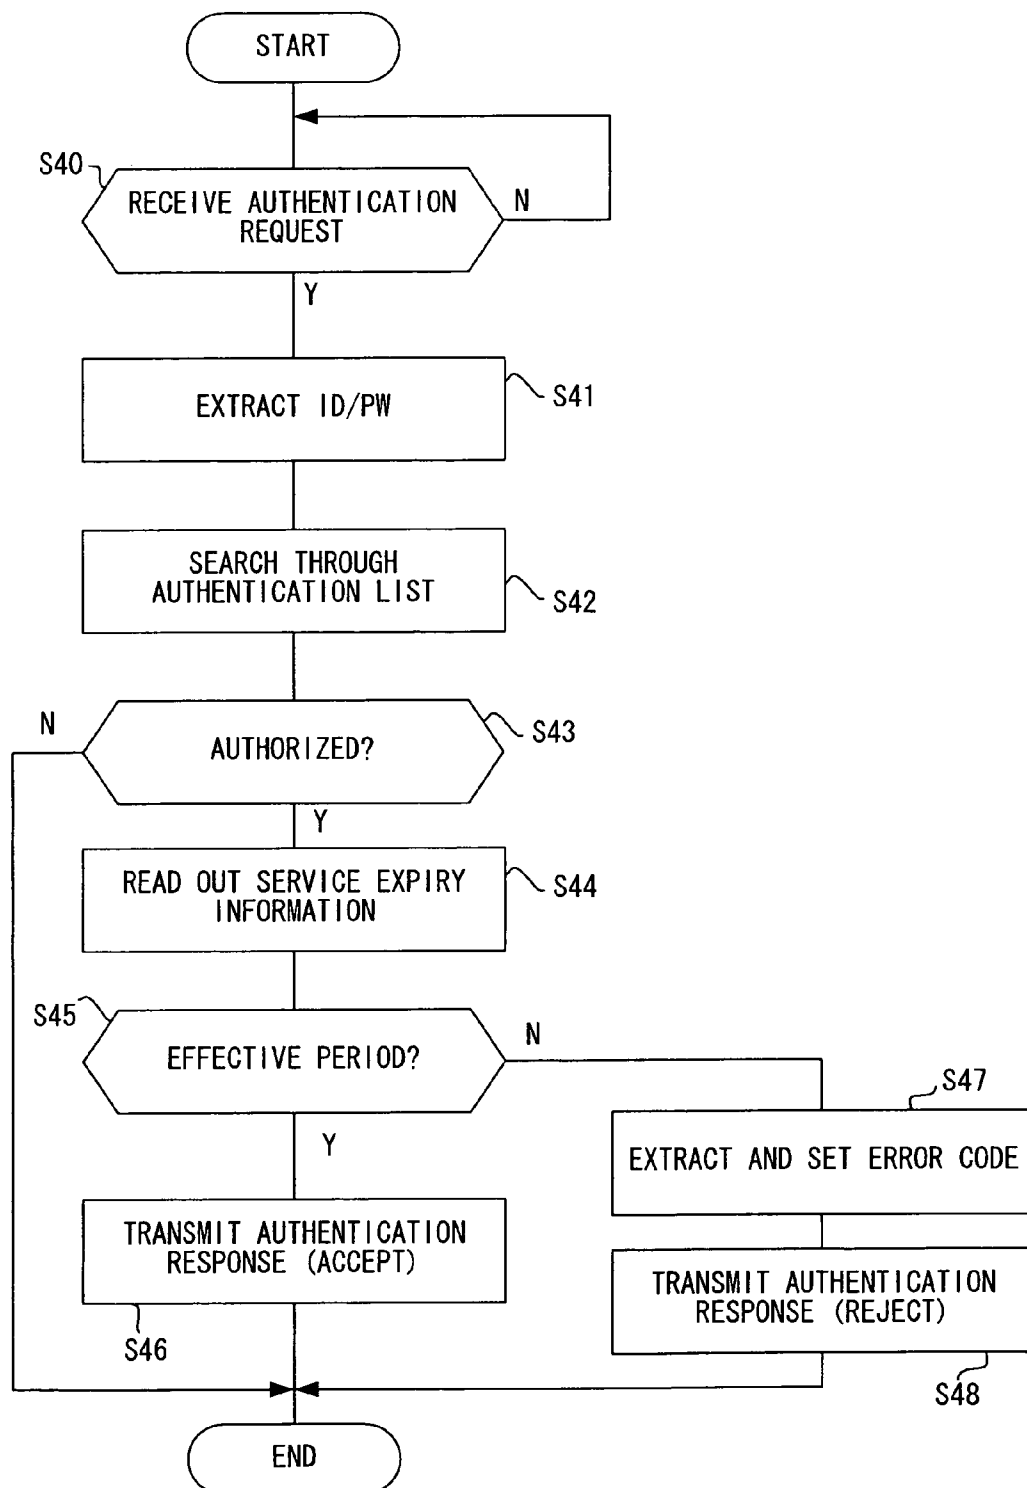 START
S40
RECEIVE AUTHENTICATION
REQUEST
N
Y
EXTRACT ID/PW
S41
SEARCH THROUGH
AUTHENTICATION LIST
S42
N
AUTHORIZED?
S43
Y
READ OUT SERVICE EXPIRY
INFORMATION
S44
S45
EFFECTIVE PERIOD?
N
Y
S47
EXTRACT AND SET ERROR CODE
TRANSMIT AUTHENTICATION
RESPONSE (ACCEPT)
S46
TRANSMIT AUTHENTICATION
RESPONSE (REJECT)
S48
END